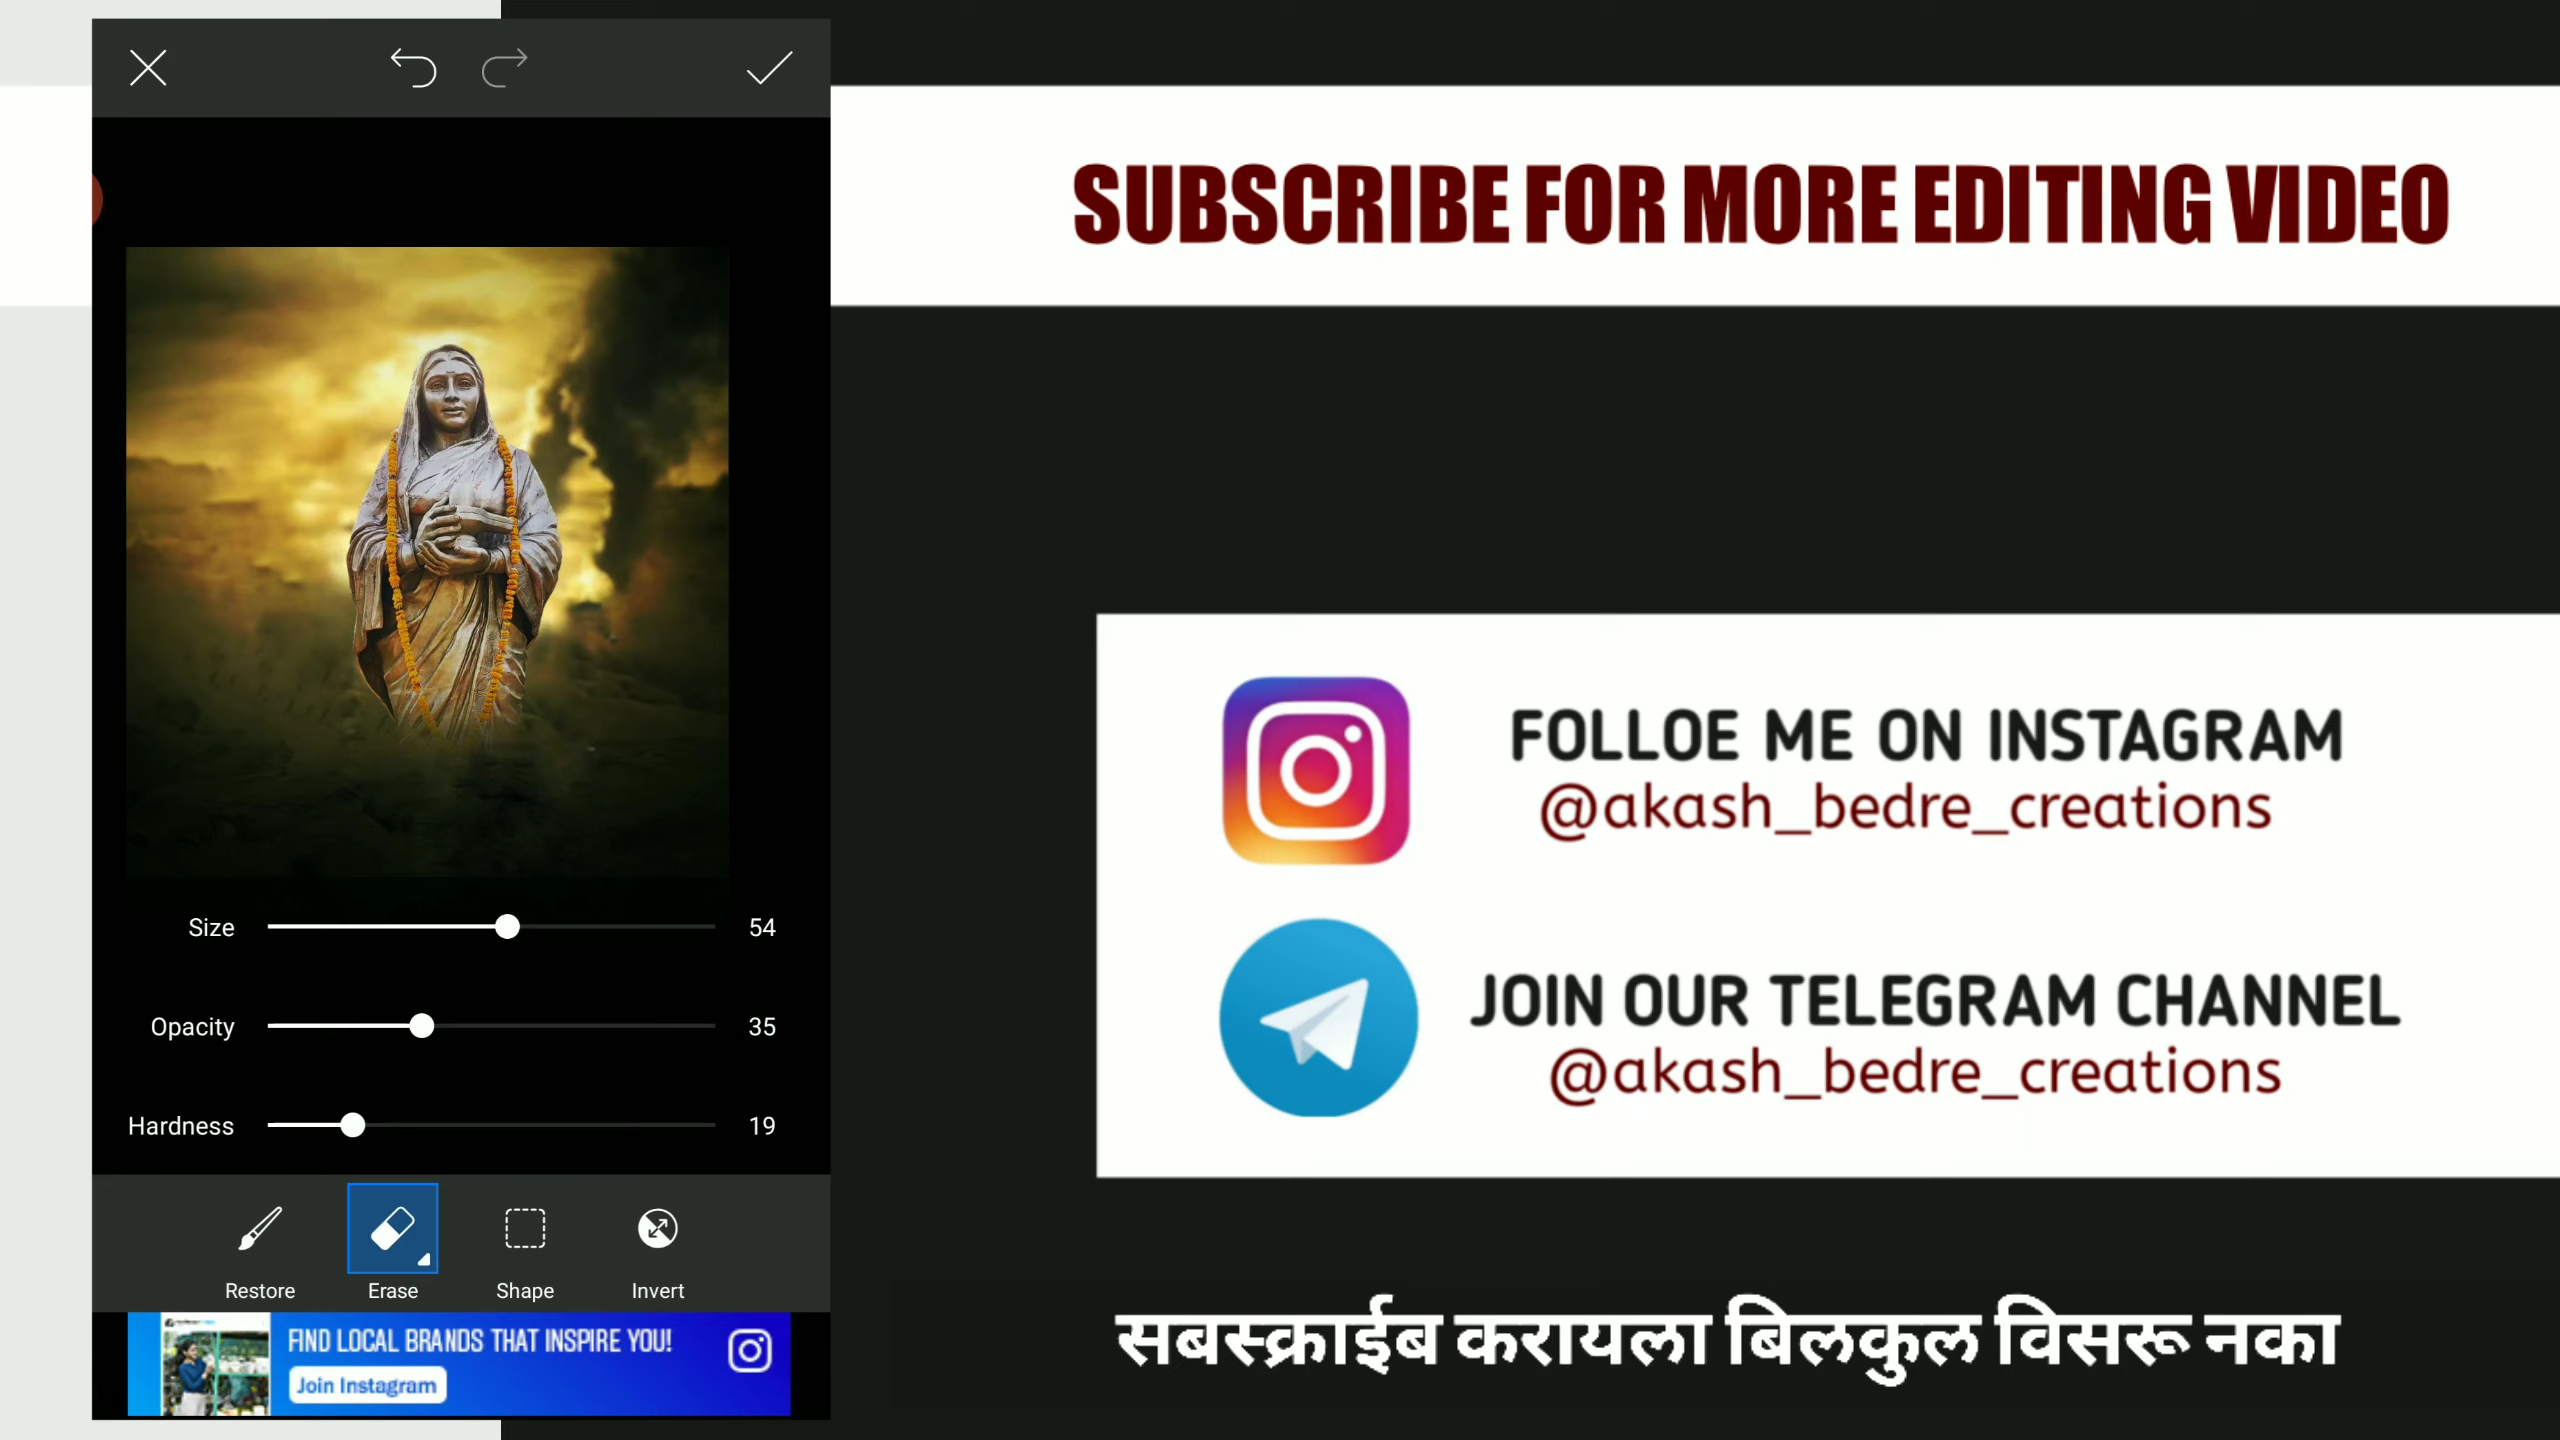 SUBSCRIBE FOR MORE EDITING VIDEO
FOLLOE ME ON INSTAGRAM
@akash_bedre_creations
JOIN OUR TELEGRAM CHANNEL
@akash_bedre_creations
सबस्क्राईब करायला बिलकुल विसरू नका
Size 54
Opacity 35
Hardness 19
Restore Erase Shape Invert
FIND LOCAL BRANDS THAT INSPIRE YOU!
Join Instagram